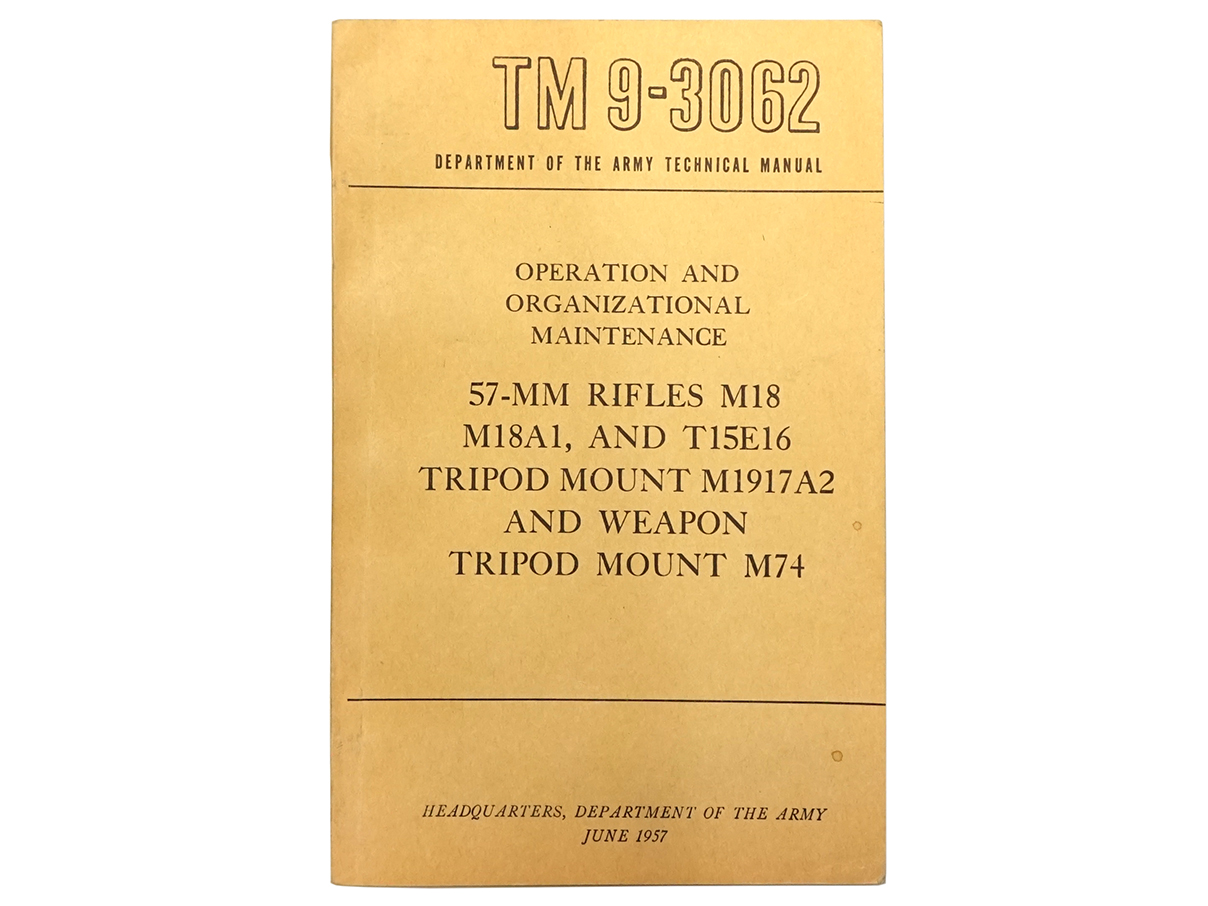 TM 9-3062
DEPARTMENT OF THE ARMY TECHNICAL MANUAL
OPERATION AND
ORGANIZATIONAL
MAINTENANCE
57-MM RIFLES M18
M18A1, AND T15E16
TRIPOD MOUNT M1917A2
AND WEAPON
TRIPOD MOUNT M74
HEADQUARTERS, DEPARTMENT OF THE ARMY
JUNE 1957